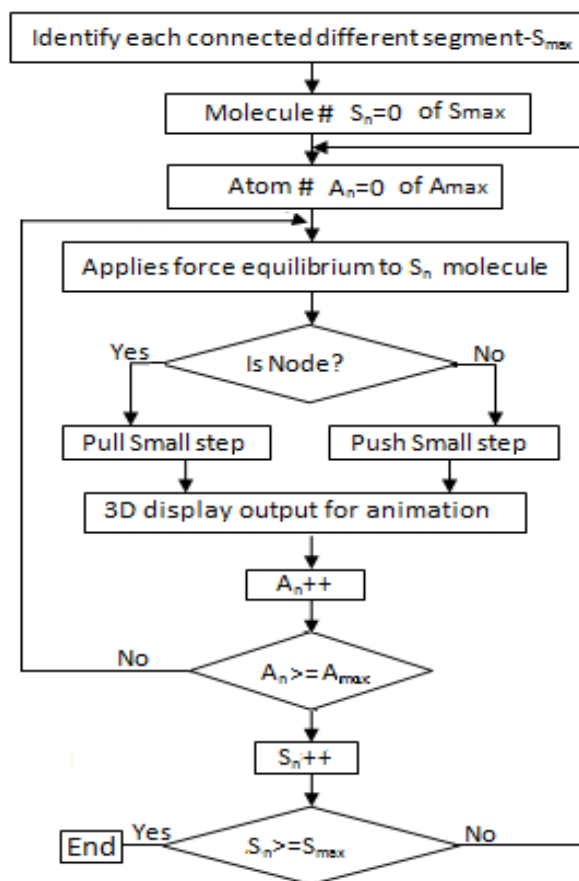 Identify each connected different segment-Smax
Molecule# Sn=0 of Smax
Atom # An=0 of Amax
Applies force equilibrium to Sn molecule
Yes
Is Node?
No
Pull Small step
Push Small step
3D display output for animation
An++
No
An>=Amax
Sn++
End
Yes
Sn>=Smax
No